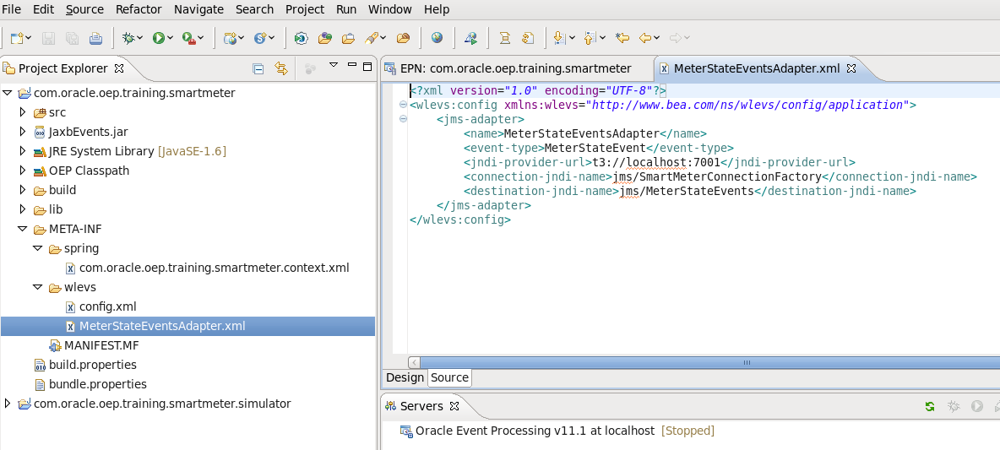 File Edit Source Refactor Navigate Search Project Run Window Help
Project Explorer
com.oracle.oep.training.smartmeter
src
JaxbEvents.jar
JRE System Library [JavaSE-1.6]
OEP Classpath
build
lib
META-INF
spring
com.oracle.oep.training.smartmeter.context.xml
wlevs
config.xml
MeterStateEventsAdapter.xml
MANIFEST.MF
build.properties
bundle.properties
com.oracle.oep.training.smartmeter.simulator
EPN: com.oracle.oep.training.smartmeter MeterStateEventsAdapter.xml
<?xml version="1.0" encoding="UTF-8"?>
<wlevs:config xmlns:wlevs="http://www.bea.com/ns/wlevs/config/application">
<jms-adapter>
<name>MeterStateEventsAdapter</name>
<event-type>MeterStateEvent</event-type>
<jndi-provider-url>t3://localhost:7001</jndi-provider-url>
<connection-jndi-name>jms/SmartMeterConnectionFactory</connection-jndi-name>
<destination-jndi-name>jms/MeterStateEvents</destination-jndi-name>
</jms-adapter>
</wlevs:config>
Design Source
Servers
Oracle Event Processing v11.1 at localhost [Stopped]